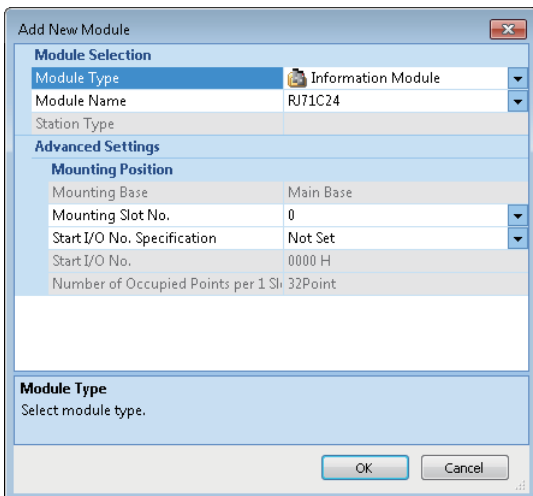 Add New Module
Module Selection
Module Type Information Module
Module Name RJ71C24
Station Type
Advanced Settings
Mounting Position
Mounting Base Main Base
Mounting Slot No. 0
Start I/O No. Specification Not Set
Start I/O No. 0000 H
Number of Occupied Points per 1 Sl 32Point
Module Type
Select module type.
OK Cancel